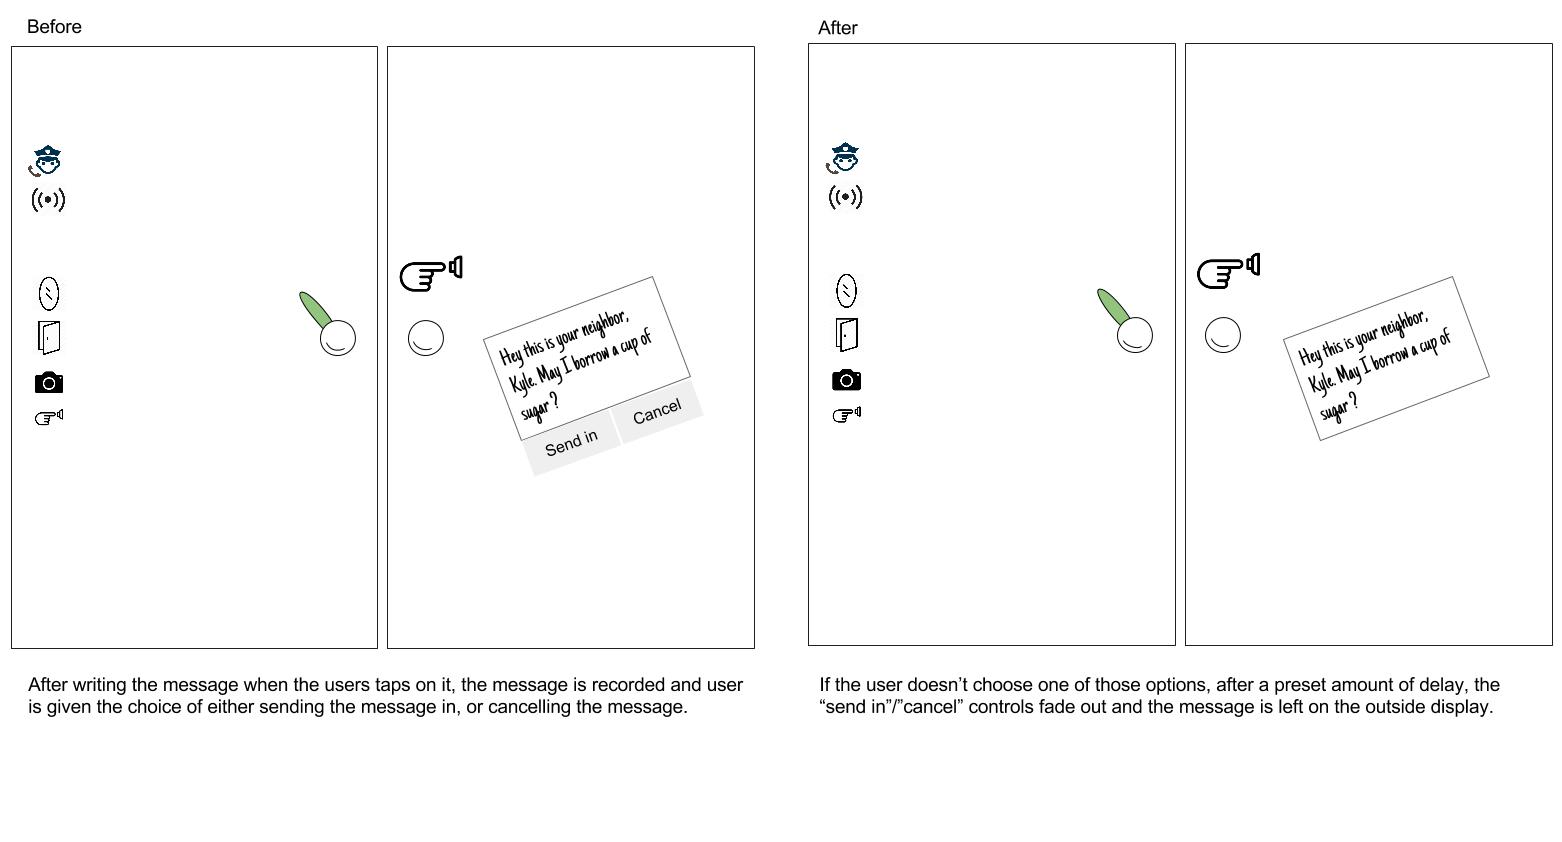 Before
Hey this is your neighbor,
Kyle. May I borrow a cup of
sugar ?
Send in
Cancel
After writing the message when the users taps on it, the message is recorded and user
is given the choice of either sending the message in, or cancelling the message.
After
Hey this is your neighbor,
Kyle. May I borrow a cup of
sugar ?
If the user doesn’t choose one of those options, after a preset amount of delay, the
“send in”/”cancel” controls fade out and the message is left on the outside display.